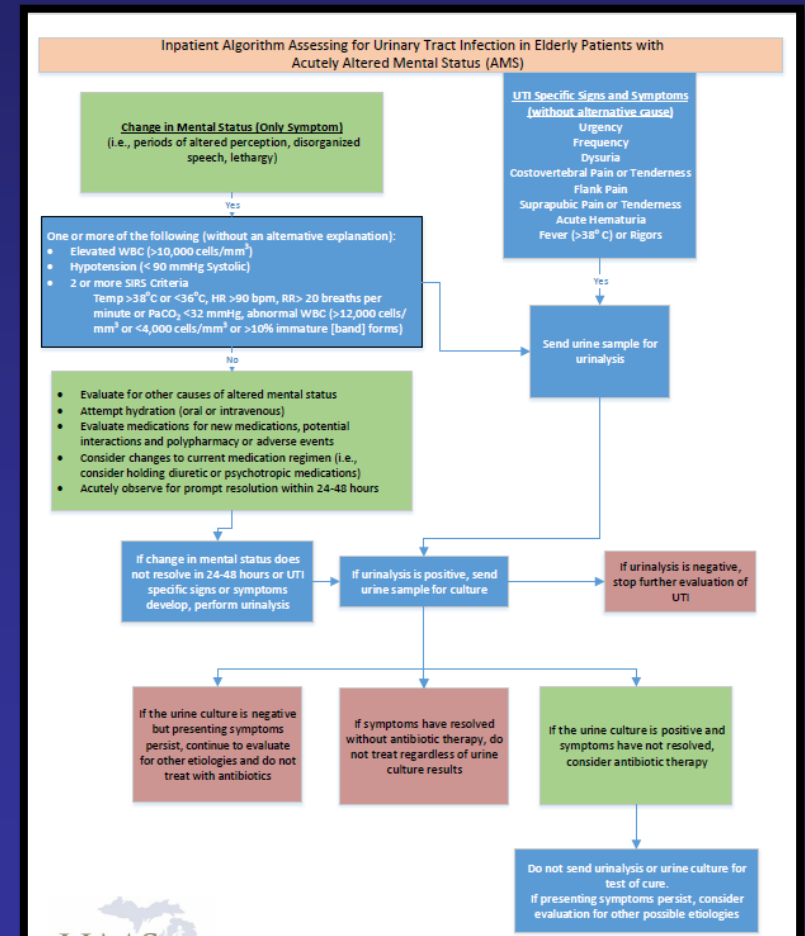 Inpatient Algorithm Assessing for Urinary Tract Infection in Elderly Patients with
Acutely Altered Mental Status (AMS)
Change in Mental Status (Only Symptom)
(i.e., periods of altered perception, disorganized
speech, lethargy)
UTI Specific Signs and Symptoms
(without alternative cause)
Urgency
Frequency
Dysuria
Costovertebral Pain or Tenderness
Flank Pain
Suprapubic Pain or Tenderness
Acute Hematuria
Fever (>38° C) or Rigors
Yes
One or more of the following (without an alternative explanation):
• Elevated WBC (>10,000 cells/mm³)
• Hypotension (< 90 mmHg Systolic)
• 2 or more SIRS Criteria
Temp >38°C or <36°C, HR >90 bpm, RR> 20 breaths per
minute or PaCO₂ <32 mmHg, abnormal WBC (>12,000 cells/
mm³ or <4,000 cells/mm³ or >10% immature [band] forms)
Yes
Send urine sample for
urinalysis
No
• Evaluate for other causes of altered mental status
• Attempt hydration (oral or intravenous)
• Evaluate medications for new medications, potential
interactions and polypharmacy or adverse events
• Consider changes to current medication regimen (i.e.,
consider holding diuretic or psychotropic medications)
• Acutely observe for prompt resolution within 24-48 hours
If change in mental status does
not resolve in 24-48 hours or UTI
specific signs or symptoms
develop, perform urinalysis
If urinalysis is positive, send
urine sample for culture
If urinalysis is negative,
stop further evaluation of
UTI
If the urine culture is negative
but presenting symptoms
persist, continue to evaluate
for other etiologies and do not
treat with antibiotics
If symptoms have resolved
without antibiotic therapy, do
not treat regardless of urine
culture results
If the urine culture is positive and
symptoms have not resolved,
consider antibiotic therapy
Do not send urinalysis or urine culture for
test of cure.
If presenting symptoms persist, consider
evaluation for other possible etiologies